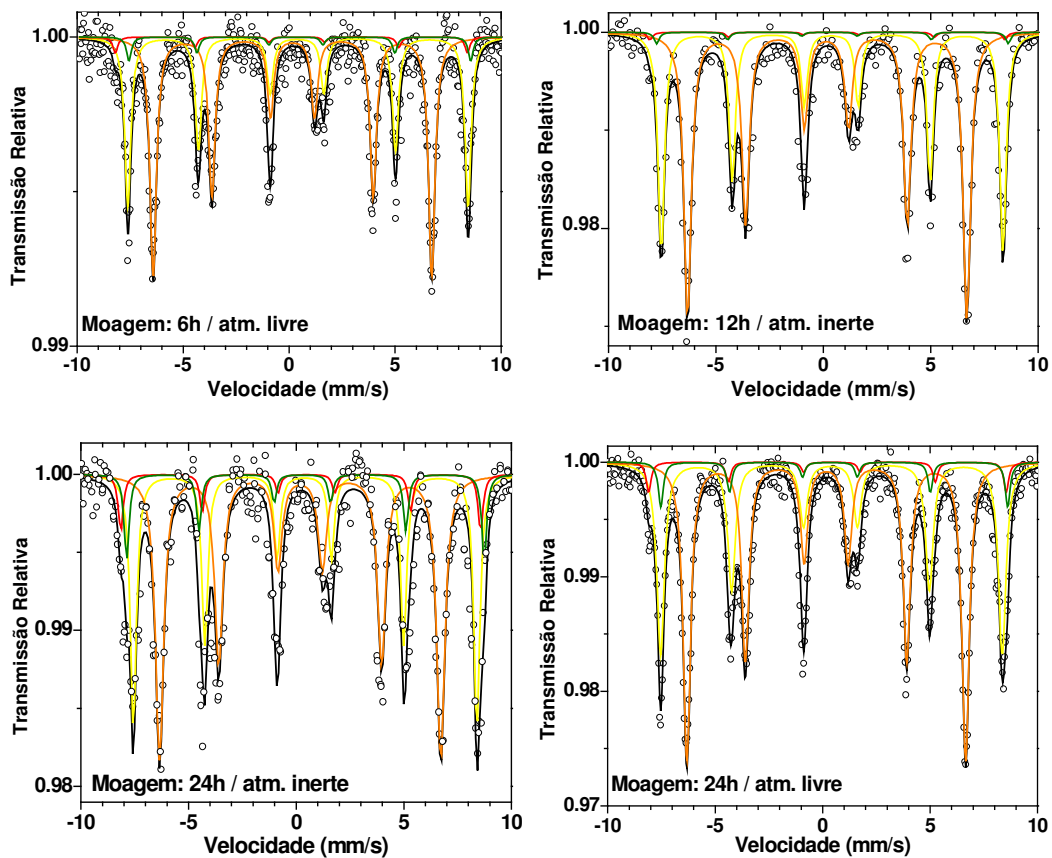 1.00
0.99
Transmissão Relativa
Moagem: 6h / atm. livre
-10 -5 0 5 10
Velocidade (mm/s)
1.00
0.98
Transmissão Relativa
Moagem: 12h / atm. inerte
-10 -5 0 5 10
Velocidade (mm/s)
1.00
0.99
0.98
Transmissão Relativa
Moagem: 24h / atm. inerte
-10 -5 0 5 10
Velocidade (mm/s)
1.00
0.99
0.98
0.97
Transmissão Relativa
Moagem: 24h / atm. livre
-10 -5 0 5 10
Velocidade (mm/s)